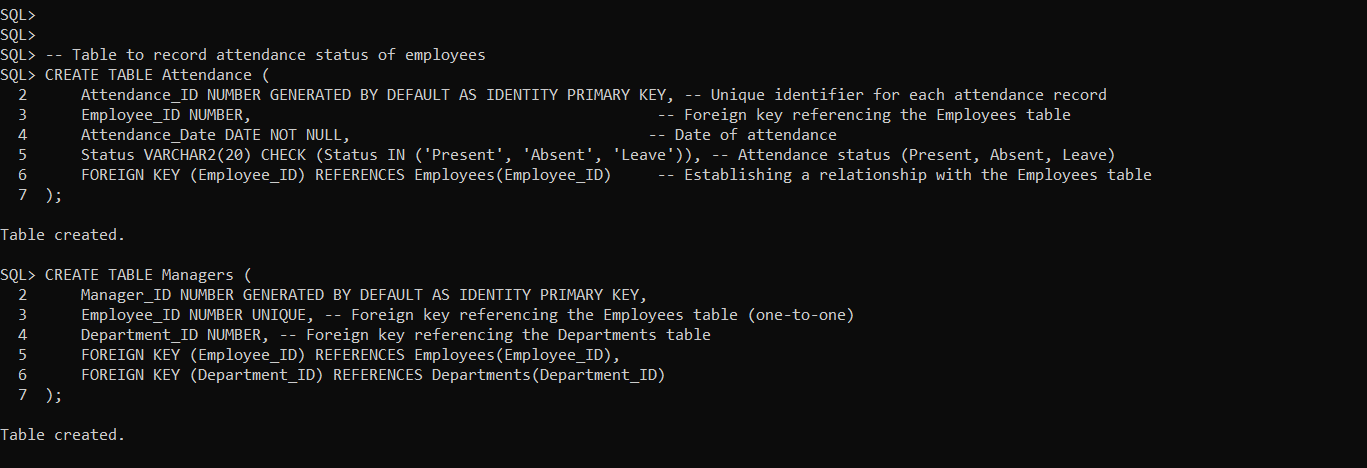 SQL>
SQL>
SQL> -- Table to record attendance status of employees
SQL> CREATE TABLE Attendance (
  2      Attendance_ID NUMBER GENERATED BY DEFAULT AS IDENTITY PRIMARY KEY, -- Unique identifier for each attendance record
  3      Employee_ID NUMBER,                                             -- Foreign key referencing the Employees table
  4      Attendance_Date DATE NOT NULL,                                 -- Date of attendance
  5      Status VARCHAR2(20) CHECK (Status IN ('Present', 'Absent', 'Leave')), -- Attendance status (Present, Absent, Leave)
  6      FOREIGN KEY (Employee_ID) REFERENCES Employees(Employee_ID)     -- Establishing a relationship with the Employees table
  7  );
Table created.
SQL> CREATE TABLE Managers (
  2      Manager_ID NUMBER GENERATED BY DEFAULT AS IDENTITY PRIMARY KEY,
  3      Employee_ID NUMBER UNIQUE, -- Foreign key referencing the Employees table (one-to-one)
  4      Department_ID NUMBER, -- Foreign key referencing the Departments table
  5      FOREIGN KEY (Employee_ID) REFERENCES Employees(Employee_ID),
  6      FOREIGN KEY (Department_ID) REFERENCES Departments(Department_ID)
  7  );
Table created.